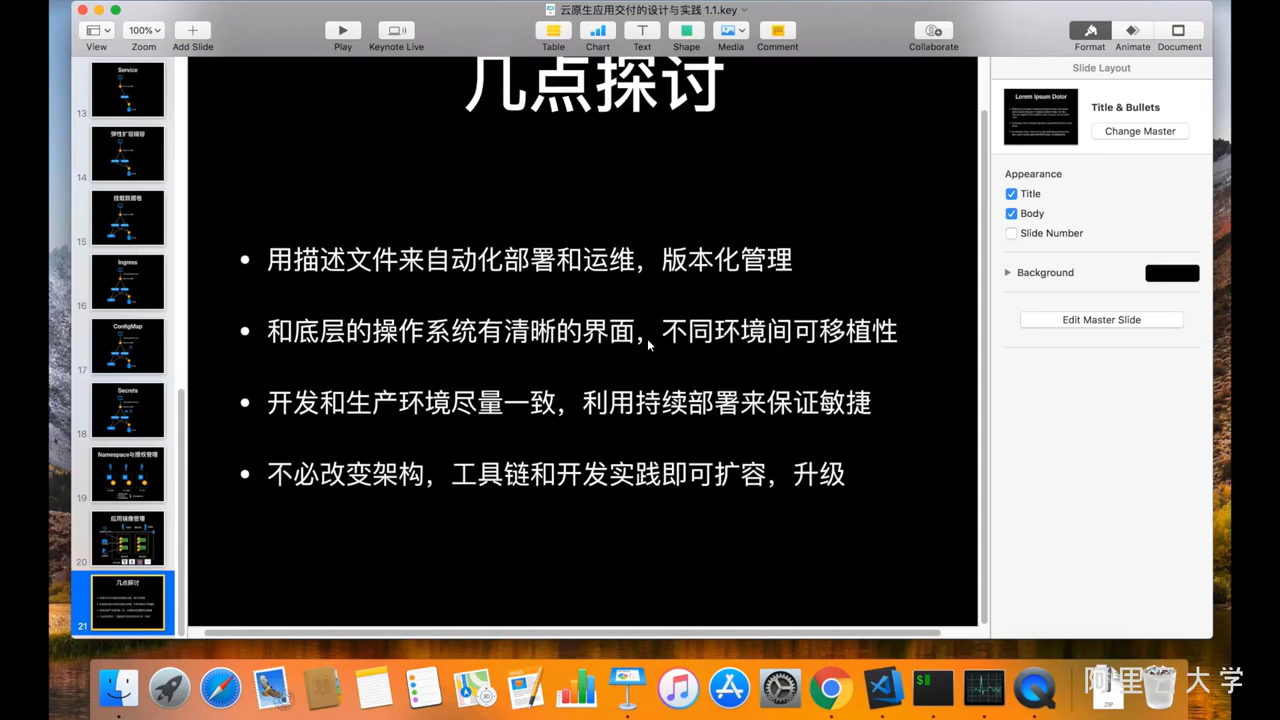 云原生应用交付的设计与实践 1.1.key
100%
View
Zoom
Add Slide
Play
Keynote Live
Table
Chart
Text
Shape
Media
Comment
Collaborate
Format
Animate
Document
Service
13
弹性扩容缩容
14
挂载数据卷
15
Ingress
16
ConfigMap
17
Secrets
18
Namespace与授权管理
19
应用镜像管理
20
几点探讨
21
几点探讨
用描述文件来自动化部署和运维，版本化管理
和底层的操作系统有清晰的界面，不同环境间可移植性
开发和生产环境尽量一致，利用持续部署来保证敏捷
不必改变架构，工具链和开发实践即可扩容，升级
Slide Layout
Lorem Ipsum Dolor
Title & Bullets
Change Master
Appearance
Title
Body
Slide Number
Background
Edit Master Slide
ZIP
阿里
大学